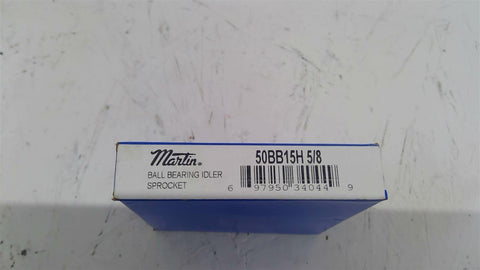 Martin®
50BB15H 5/8
BALL BEARING IDLER
SPROCKET
6 97950 34044 9